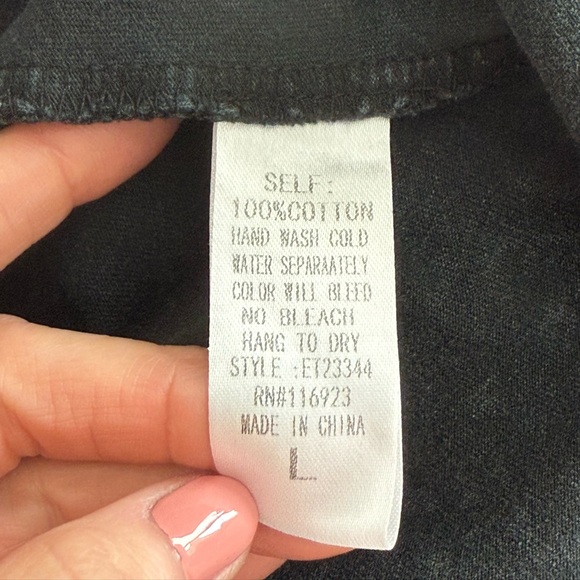 SELF:
100%COTTON
HAND WASH COLD
WATER SEPARAATELY
COLOR WILL BLEED
NO BLEACH
HANG TO DRY
STYLE :ET23344
RN#116923
MADE IN CHINA
L